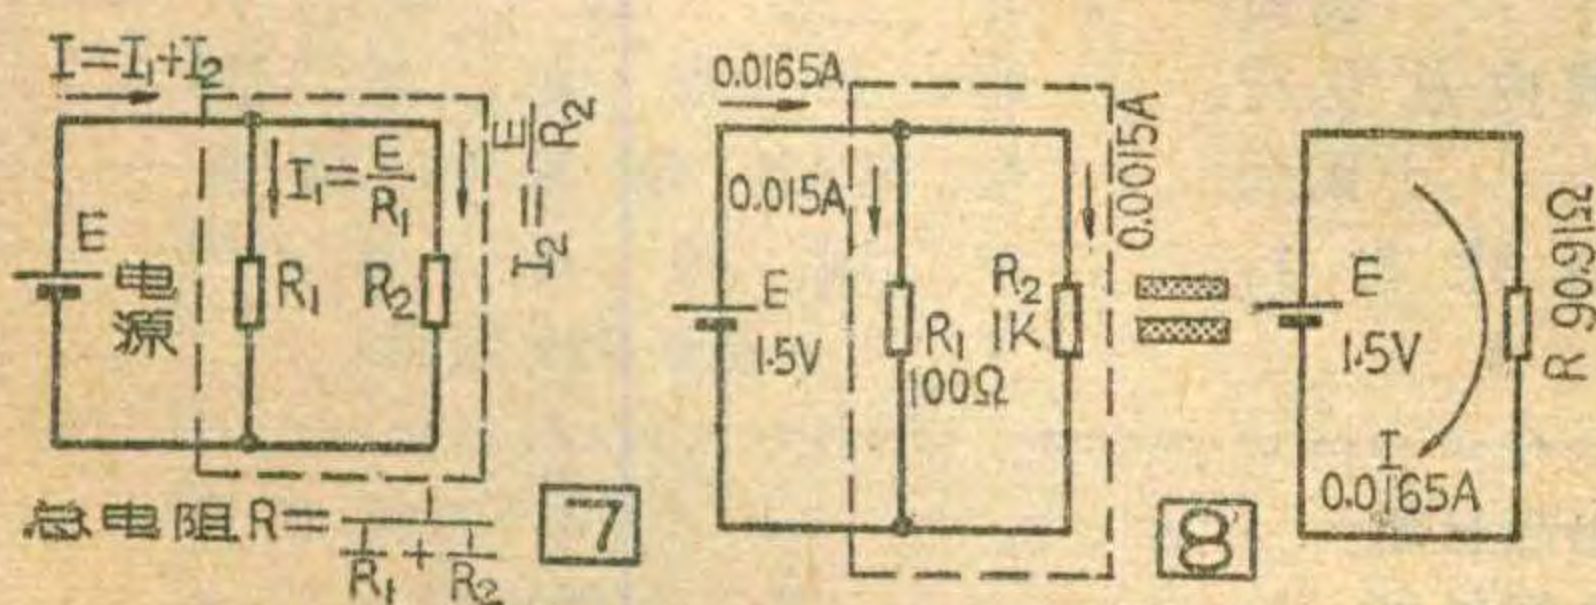 I=I₁+I₂
E
电源
I₁=E/R₁
I₂=E/R₂
R₁
R₂
总电阻R=1/(1/R₁+1/R₂)
7
0.0165A
0.015A
0.0015A
E
1.5V
R₁
100Ω
R₂
1K
8
E
1.5V
I
0.0165A
R 90.91Ω